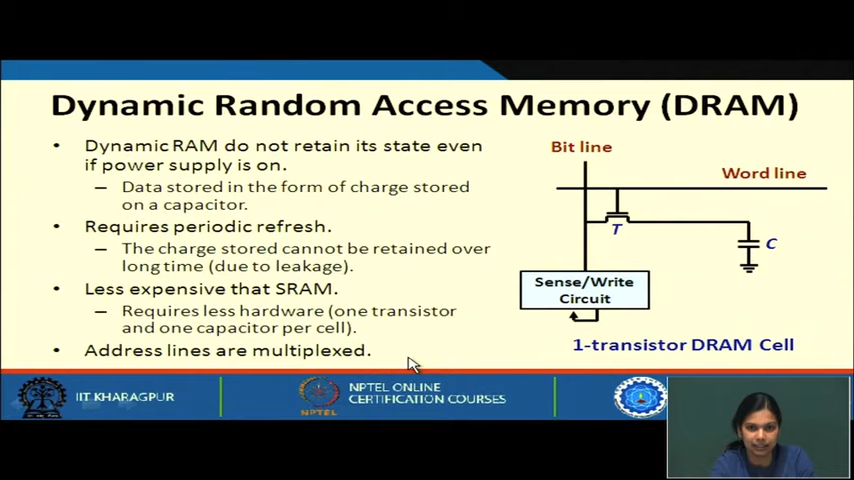 Dynamic Random Access Memory (DRAM)
• Dynamic RAM do not retain its state even
if power supply is on.
– Data stored in the form of charge stored
on a capacitor.
• Requires periodic refresh.
– The charge stored cannot be retained over
long time (due to leakage).
• Less expensive that SRAM.
– Requires less hardware (one transistor
and one capacitor per cell).
• Address lines are multiplexed.
Bit line
Word line
T
C
Sense/Write
Circuit
1-transistor DRAM Cell
IIT KHARAGPUR
NPTEL
NPTEL ONLINE
CERTIFICATION COURSES